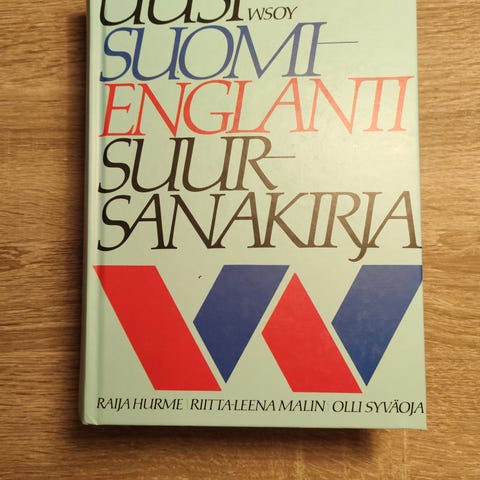 UUSI WSOY
SUOMI-
ENGLANTI
SUUR-
SANAKIRJA
RAIJA HURME RIITTA-LEENA MALIN OLLI SYVÄOJA